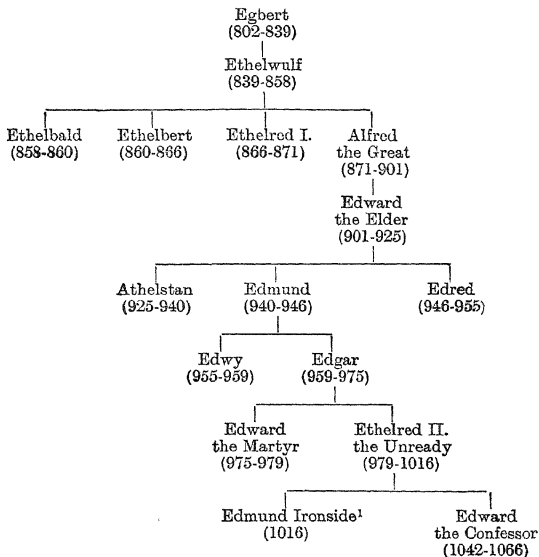 Egbert
(802-839)
Ethelwulf
(839-858)
Ethelbald Ethelbert Ethelred I. Alfred
the Great
(858-860) (860-866) (866-871)
(871-901)
Edward
the Elder
(901-925)
Athelstan Edmund Edred
(925-940) (940-946) (946-955)
Edwy Edgar
(955-959) (959-975)
Edward Ethelred II.
the Martyr the Unready
(975-979) (979-1016)
Edmund Ironside¹ Edward
(1016) the Confessor
(1042-1066)